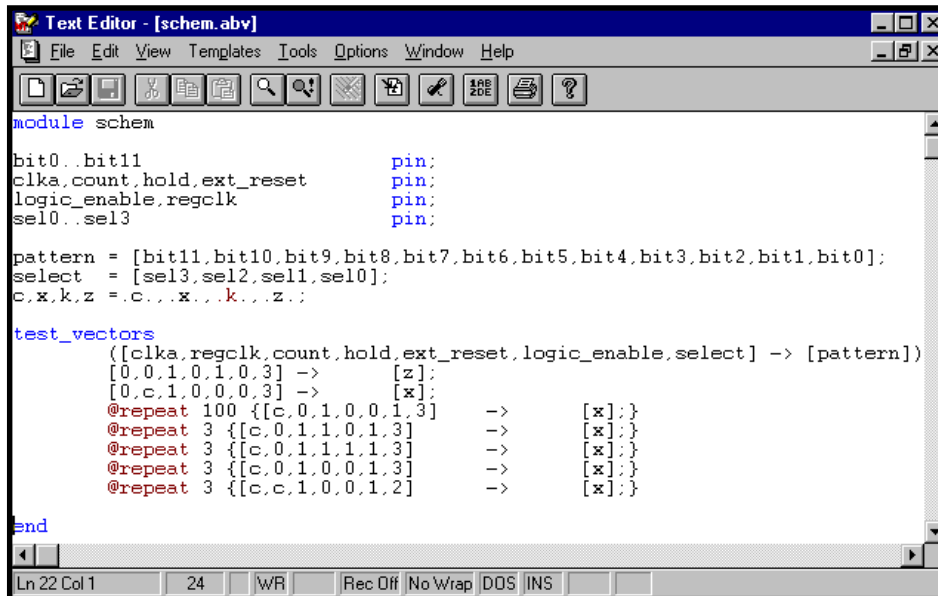 Text Editor - [schem.abv]
File Edit View Templates Tools Options Window Help
1AB
2DE
module schem
bit0..bit11 pin;
clka,count,hold,ext_reset pin;
logic_enable,regclk pin;
sel0..sel3 pin;
pattern = [bit11,bit10,bit9,bit8,bit7,bit6,bit5,bit4,bit3,bit2,bit1,bit0];
select = [sel3,sel2,sel1,sel0];
c,x,k,z =.c.,.x.,.k.,.z.;
test_vectors
([clka,regclk,count,hold,ext_reset,logic_enable,select] -> [pattern])
[0,0,1,0,1,0,3] -> [z];
[0,c,1,0,0,0,3] -> [x];
@repeat 100 {[c,0,1,0,0,1,3] -> [x];}
@repeat 3 {[c,0,1,1,0,1,3] -> [x];}
@repeat 3 {[c,0,1,1,1,1,3] -> [x];}
@repeat 3 {[c,0,1,0,0,1,3] -> [x];}
@repeat 3 {[c,c,1,0,0,1,2] -> [x];}
end
Ln 22 Col 1 24 WR Rec Off No Wrap DOS INS